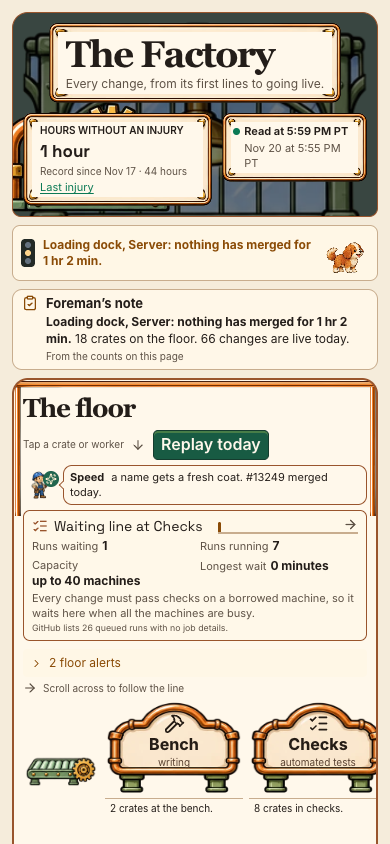 The Factory
Every change, from its first lines to going live.
HOURS WITHOUT AN INJURY
1 hour
Record since Nov 17 · 44 hours
Last injury
Read at 5:59 PM PT
Nov 20 at 5:55 PM
PT
Loading dock, Server: nothing has merged for
1 hr 2 min.
Foreman's note
Loading dock, Server: nothing has merged for 1 hr 2
min. 18 crates on the floor. 66 changes are live today.
From the counts on this page
The floor
Tap a crate or worker
Replay today
Speed a name gets a fresh coat. #13249 merged
today.
Waiting line at Checks
Runs waiting 1
Runs running 7
Capacity
up to 40 machines
Longest wait 0 minutes
Every change must pass checks on a borrowed machine, so it
waits here when all the machines are busy.
GitHub lists 26 queued runs with no job details.
2 floor alerts
Scroll across to follow the line
Bench
writing
Checks
automated tests
2 crates at the bench.
8 crates in checks.